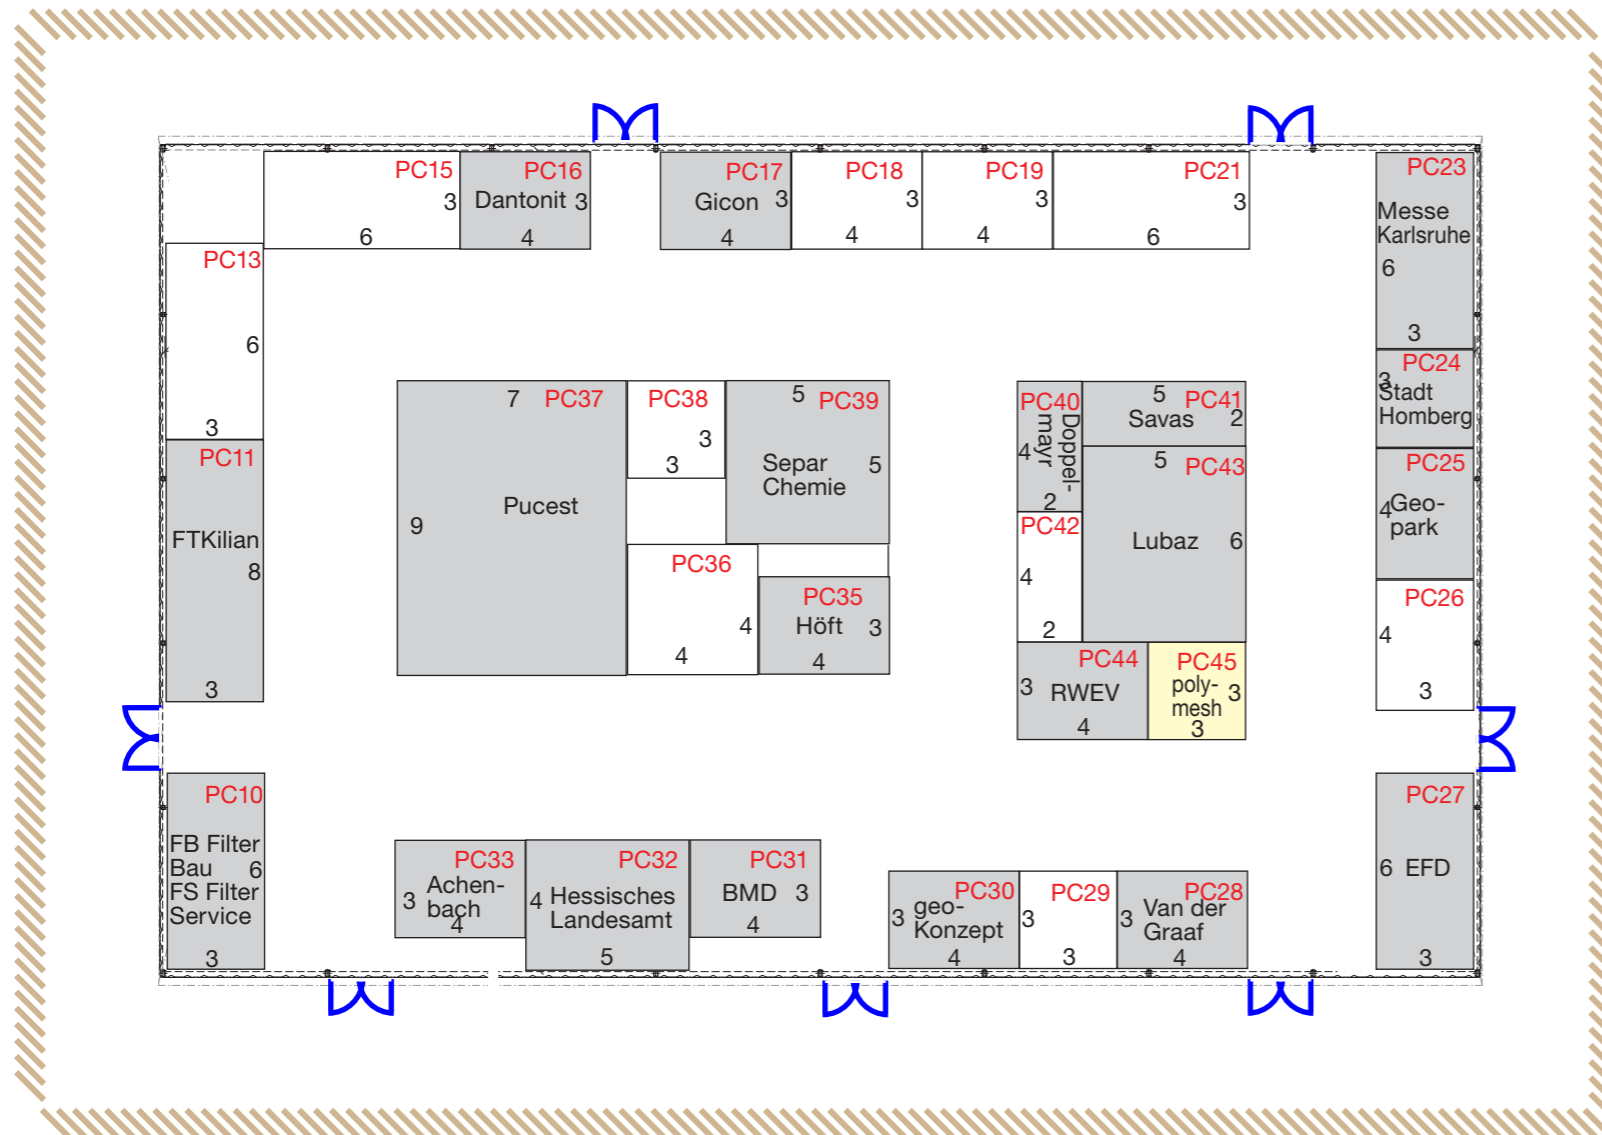 PC15
3
6
PC16
Dantonit 3
4
PC17
Gicon 3
4
PC18
3
4
PC19
3
4
PC21
3
6
PC23
Messe
Karlsruhe
6
3
PC24
3
Stadt
Homberg
PC25
4
Geo-
park
PC26
4
3
PC13
6
3
PC11
FTKilian
8
3
PC10
FB Filter
Bau 6
FS Filter
Service
3
7 PC37
Pucest
9
PC38
3
3
5 PC39
Separ 5
Chemie
PC36
4
4
PC35
Höft 3
4
PC40
Doppel-
mayr
4
2
5 PC41
Savas 2
PC42
4
2
5 PC43
Lubaz 6
PC44
3 RWEV
4
PC45
poly- 3
mesh
3
PC33
3 Achen-
bach
4
PC32
4 Hessisches
Landesamt
5
PC31
BMD 3
4
PC30
3 geo-
Konzept
4
PC29
3
3
PC28
3 Van der
Graaf
4
PC27
6 EFD
3